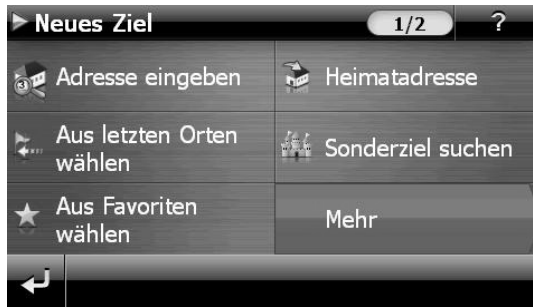 Neues Ziel
1/2
?
Adresse eingeben
Heimatadresse
Aus letzten Orten
wählen
Sonderziel suchen
Aus Favoriten
wählen
Mehr